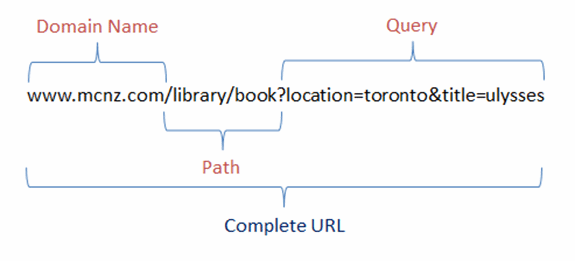 Domain Name
Query
www.mcnz.com/library/book?location=toronto&title=ulysses
Path
Complete URL